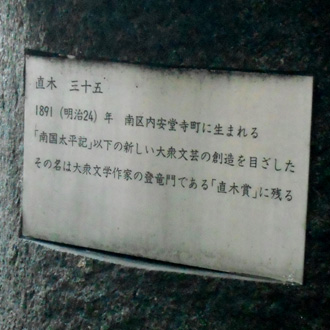 直木 三十五
1891（明治24）年 南区内安堂寺町に生まれる
「南国太平記」以下の新しい大衆文芸の創造を目ざした
その名は大衆文学作家の登竜門である「直木賞」に残る